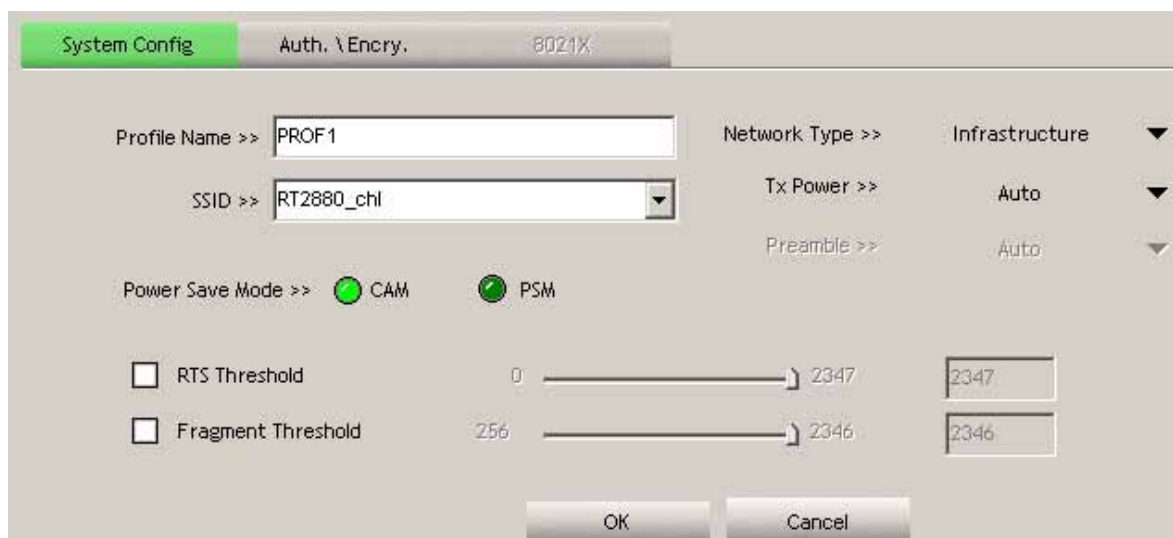 System Config Auth. \ Encry. 8021X
Profile Name >> PROF1 Network Type >> Infrastructure
SSID >> RT2880_chl Tx Power >> Auto
Preamble >> Auto
Power Save Mode >> CAM PSM
RTS Threshold 0 2347 2347
Fragment Threshold 256 2346 2346
OK Cancel